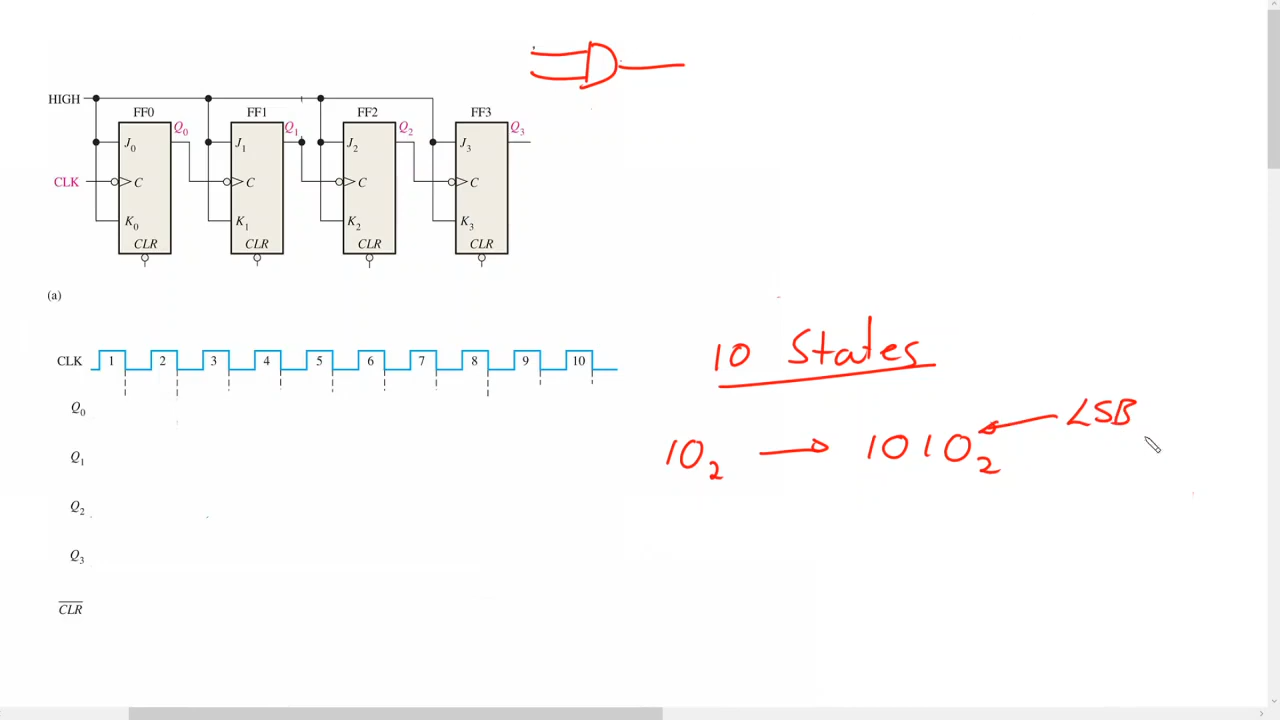 HIGH
FF0 FF1 FF2 FF3
Q0 Q1 Q2 Q3
J0 J1 J2 J3
CLK C C C C
K0 K1 K2 K3
CLR CLR CLR CLR
(a)
10 States
CLK 1 2 3 4 5 6 7 8 9 10
Q0
LSB
10₂ → 1010₂
Q1
Q2
Q3
C̅L̅R̅